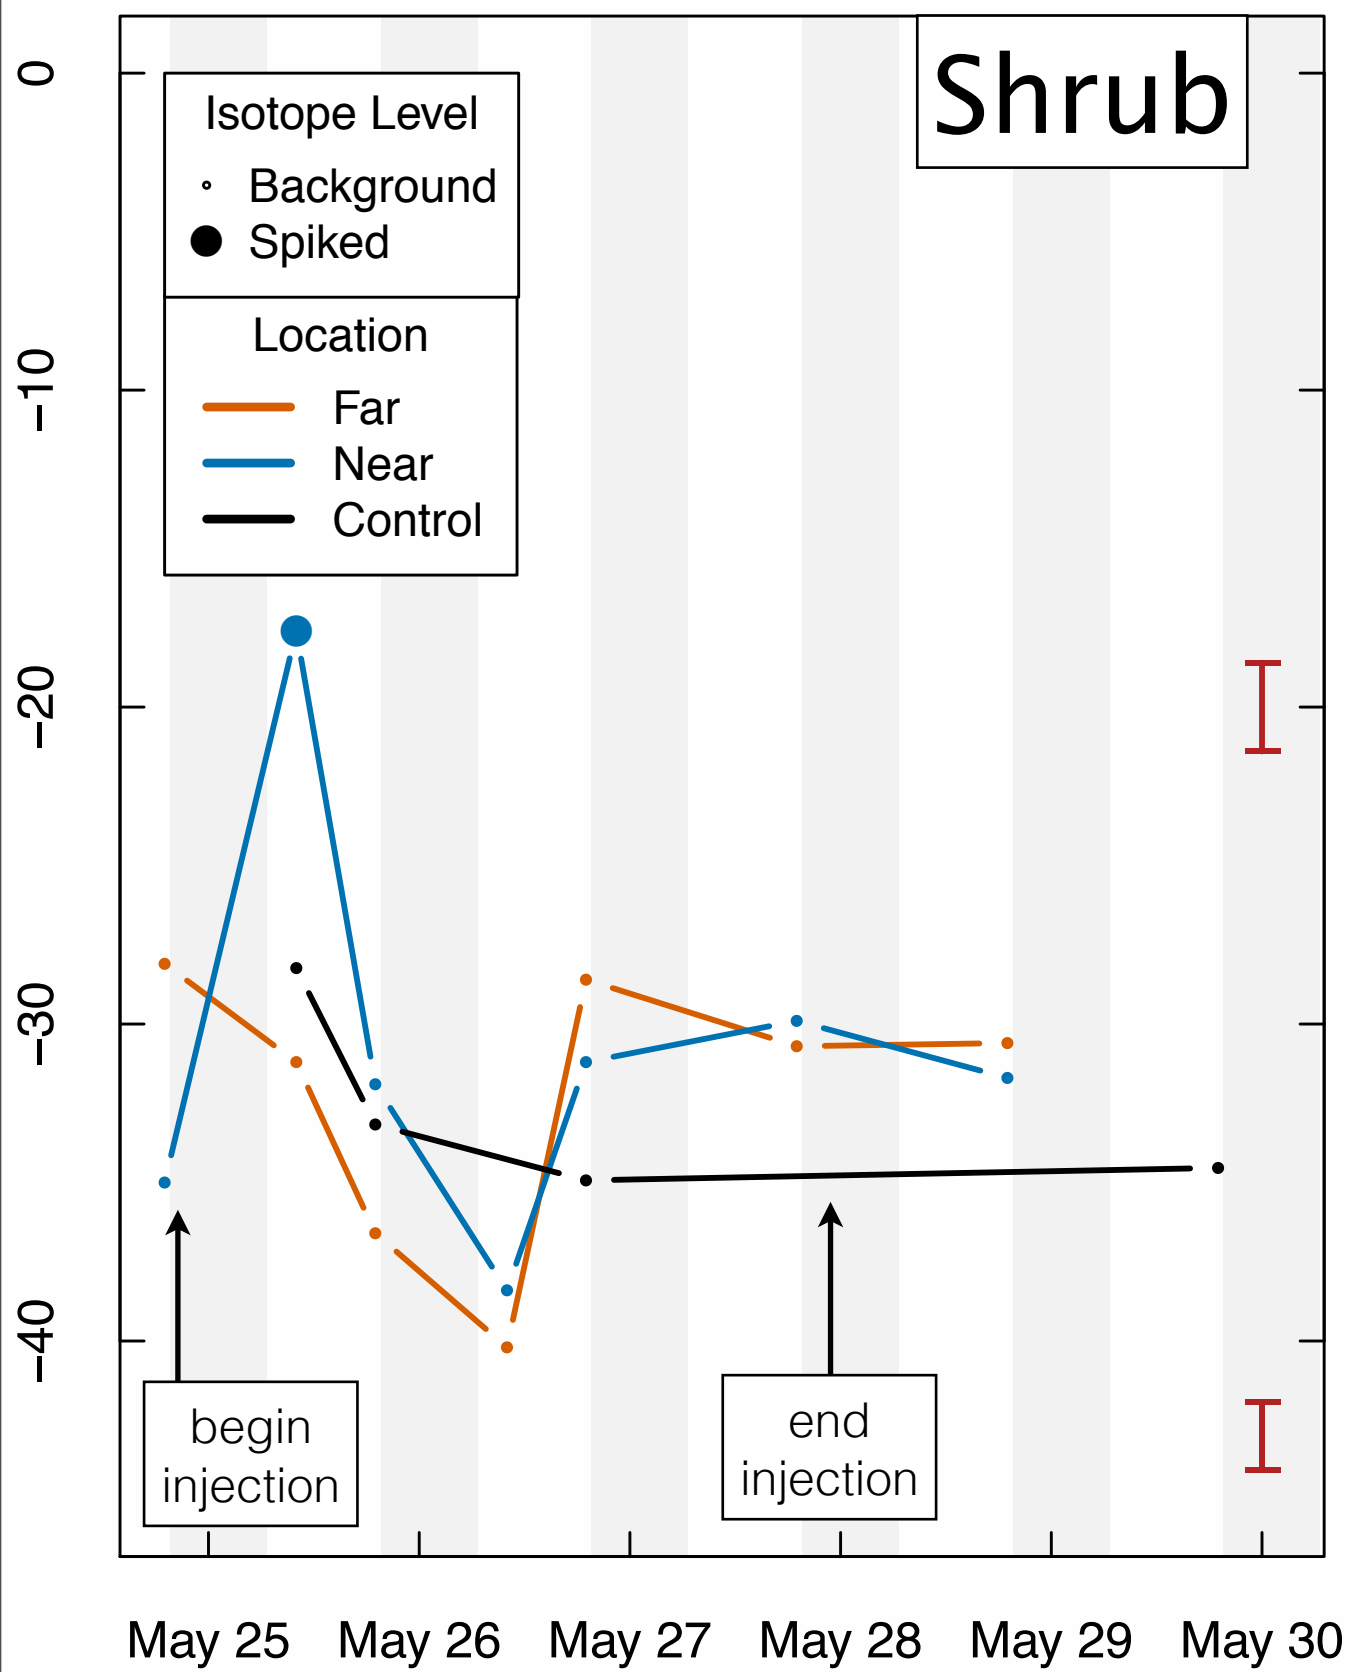 Shrub
Isotope Level
Background
Spiked
Location
Far
Near
Control
0
−10
−20
−30
−40
begin
injection
end
injection
May 25
May 26
May 27
May 28
May 29
May 30